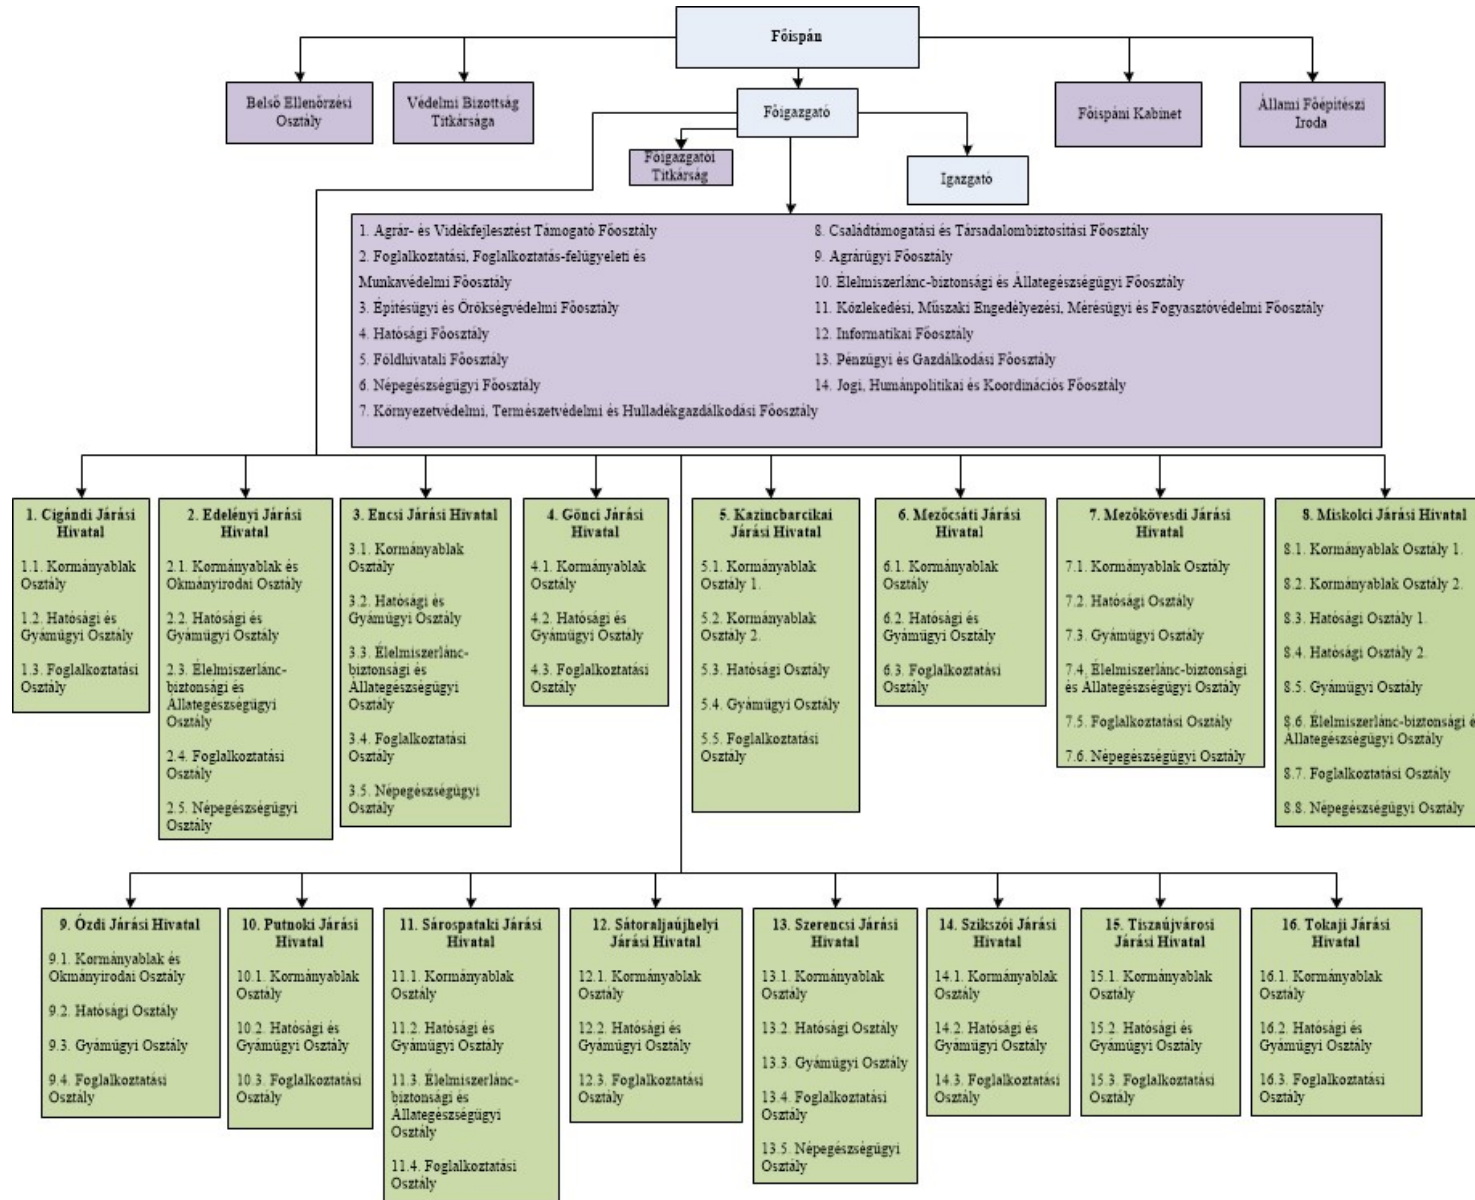 Főispán
Belső Ellenőrzési
Osztály
Védelmi Bizottság
Titkársága
Főispáni Kabinet
Állami Főépítészi
Iroda
Főigazgató
Főigazgatói
Titkárság
Igazgató
1. Agrár- és Vidékfejlesztést Támogató Főosztály
2. Foglalkoztatási, Foglalkoztatás-felügyeleti és
Munkavédelmi Főosztály
3. Építésügyi és Örökségvédelmi Főosztály
4. Hatósági Főosztály
5. Földhivatali Főosztály
6. Népegészségügyi Főosztály
7. Környezetvédelmi, Természetvédelmi és Hulladékgazdálkodási Főosztály
8. Családtámogatási és Társadalombiztosítási Főosztály
9. Agrárügyi Főosztály
10. Élelmiszerlánc-biztonsági és Állategészségügyi Főosztály
11. Közlekedési, Műszaki Engedélyezési, Mérésügyi és Fogyasztóvédelmi Főosztály
12. Informatikai Főosztály
13. Pénzügyi és Gazdálkodási Főosztály
14. Jogi, Humánpolitikai és Koordinációs Főosztály
1. Cigándi Járási
Hivatal
1.1. Kormányablak
Osztály
1.2. Hatósági és
Gyámügyi Osztály
1.3. Foglalkoztatási
Osztály
2. Edelényi Járási
Hivatal
2.1. Kormányablak és
Okmányirodai Osztály
2.2. Hatósági és
Gyámügyi Osztály
2.3. Élelmiszerlánc-
biztonsági és
Állategészségügyi
Osztály
2.4. Foglalkoztatási
Osztály
2.5. Népegészségügyi
Osztály
3. Encsi Járási Hivatal
3.1. Kormányablak
Osztály
3.2. Hatósági és
Gyámügyi Osztály
3.3. Élelmiszerlánc-
biztonsági és
Állategészségügyi
Osztály
3.4. Foglalkoztatási
Osztály
3.5. Népegészségügyi
Osztály
4. Gönci Járási
Hivatal
4.1. Kormányablak
Osztály
4.2. Hatósági és
Gyámügyi Osztály
4.3. Foglalkoztatási
Osztály
5. Kazincbarcikai
Járási Hivatal
5.1. Kormányablak
Osztály 1.
5.2. Kormányablak
Osztály 2.
5.3. Hatósági Osztály
5.4. Gyámügyi Osztály
5.5. Foglalkoztatási
Osztály
6. Mezőcsáti Járási
Hivatal
6.1. Kormányablak
Osztály
6.2. Hatósági és
Gyámügyi Osztály
6.3. Foglalkoztatási
Osztály
7. Mezőkövesdi Járási
Hivatal
7.1. Kormányablak Osztály
7.2. Hatósági Osztály
7.3. Gyámügyi Osztály
7.4. Élelmiszerlánc-biztonsági
és Állategészségügyi Osztály
7.5. Foglalkoztatási Osztály
7.6. Népegészségügyi Osztály
8. Miskolci Járási Hivatal
8.1. Kormányablak Osztály 1.
8.2. Kormányablak Osztály 2.
8.3. Hatósági Osztály 1.
8.4. Hatósági Osztály 2.
8.5. Gyámügyi Osztály
8.6. Élelmiszerlánc-biztonsági
Állategészségügyi Osztály
8.7. Foglalkoztatási Osztály
8.8. Népegészségügyi Osztály
9. Ózdi Járási Hivatal
9.1. Kormányablak és
Okmányirodai Osztály
9.2. Hatósági Osztály
9.3. Gyámügyi Osztály
9.4. Foglalkoztatási
Osztály
10. Putnoki Járási
Hivatal
10.1. Kormányablak
Osztály
10.2. Hatósági és
Gyámügyi Osztály
10.3. Foglalkoztatási
Osztály
11. Sárospataki Járási
Hivatal
11.1. Kormányablak
Osztály
11.2. Hatósági és
Gyámügyi Osztály
11.3. Élelmiszerlánc-
biztonsági és
Állategészségügyi
Osztály
11.4. Foglalkoztatási
Osztály
12. Sátoraljaújhelyi
Járási Hivatal
12.1. Kormányablak
Osztály
12.2. Hatósági és
Gyámügyi Osztály
12.3. Foglalkoztatási
Osztály
13. Szerencsi Járási
Hivatal
13.1. Kormányablak
Osztály
13.2. Hatósági Osztály
13.3. Gyámügyi Osztály
13.4. Foglalkoztatási
Osztály
13.5. Népegészségügyi
Osztály
14. Szikszói Járási
Hivatal
14.1. Kormányablak
Osztály
14.2. Hatósági és
Gyámügyi Osztály
14.3. Foglalkoztatási
Osztály
15. Tiszaújvárosi
Járási Hivatal
15.1. Kormányablak
Osztály
15.2. Hatósági és
Gyámügyi Osztály
15.3. Foglalkoztatási
Osztály
16. Tokaji Járási
Hivatal
16.1. Kormányablak
Osztály
16.2. Hatósági és
Gyámügyi Osztály
16.3. Foglalkoztatási
Osztály